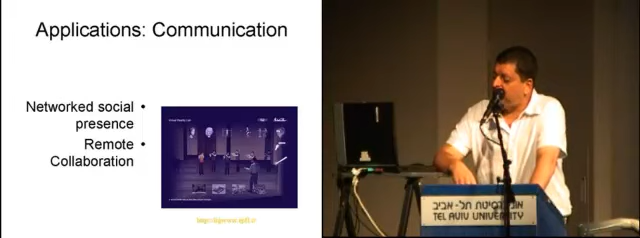 Applications: Communication
Networked social •
presence
Remote •
Collaboration
אוניברסיטת תל-אביב
TEL AVIV UNIVERSITY